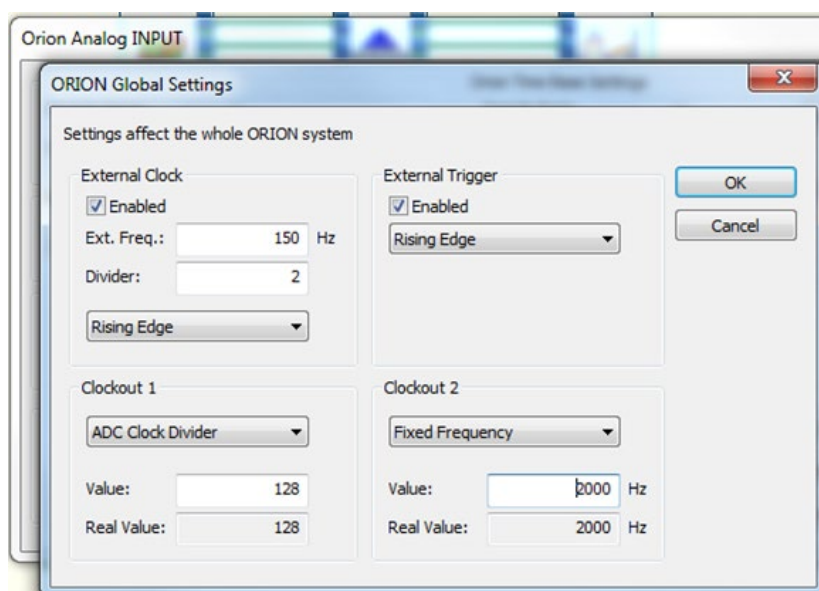 Orion Analog INPUT
ORION Global Settings
Settings affect the whole ORION system
External Clock
Enabled
Ext. Freq.: 150 Hz
Divider: 2
Rising Edge
External Trigger
Enabled
Rising Edge
OK
Cancel
Clockout 1
ADC Clock Divider
Value: 128
Real Value: 128
Clockout 2
Fixed Frequency
Value: 2000 Hz
Real Value: 2000 Hz